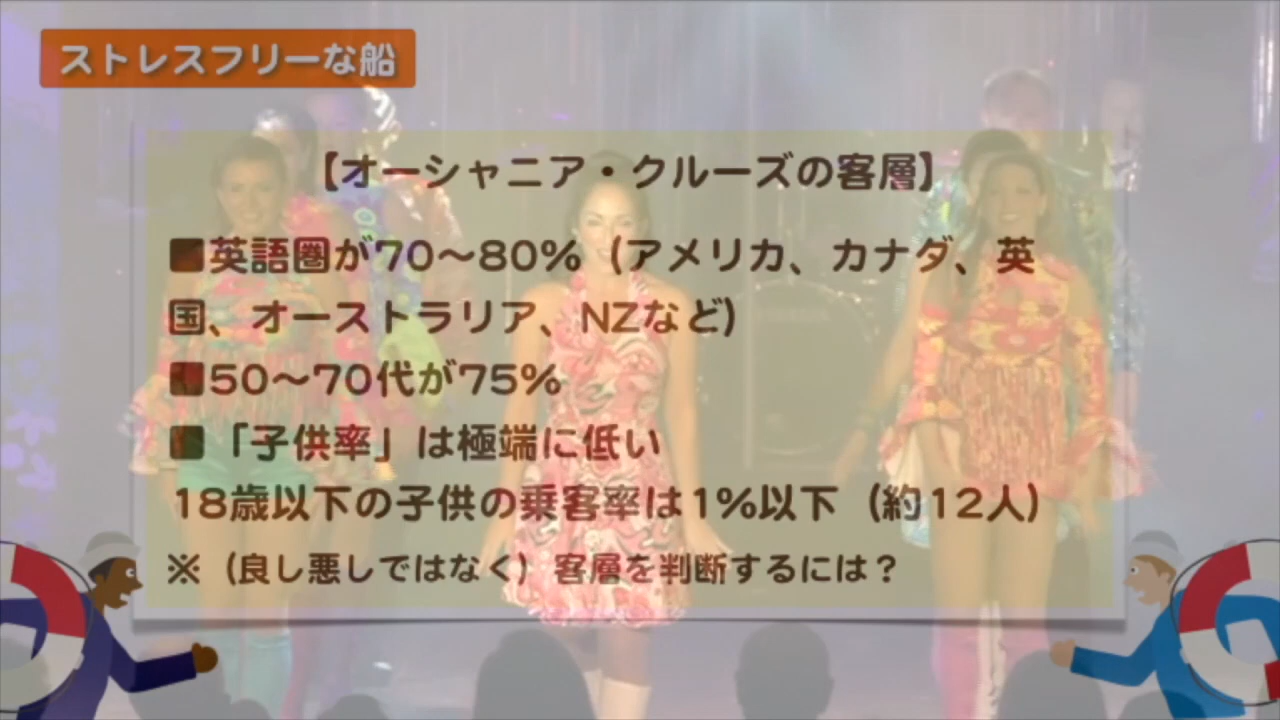 ストレスフリーな船
【オーシャニア・クルーズの客層】
■英語圏が70〜80%（アメリカ、カナダ、英
国、オーストラリア、NZなど）
■50〜70代が75%
■「子供率」は極端に低い
18歳以下の子供の乗客率は1%以下（約12人）
※（良し悪しではなく）客層を判断するには？